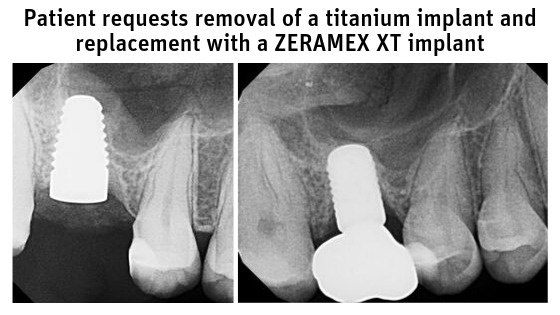 Patient requests removal of a titanium implant and
replacement with a ZERAMEX XT implant